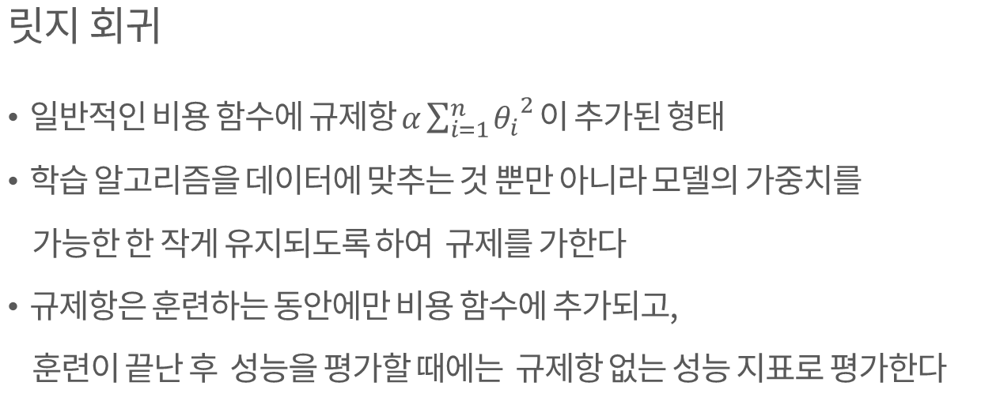 릿지 회귀
• 일반적인 비용 함수에 규제항 α∑ⁿᵢ₌₁ θᵢ² 이 추가된 형태
• 학습 알고리즘을 데이터에 맞추는 것 뿐만 아니라 모델의 가중치를
가능한 한 작게 유지되도록 하여 규제를 가한다
• 규제항은 훈련하는 동안에만 비용 함수에 추가되고,
훈련이 끝난 후 성능을 평가할 때에는 규제항 없는 성능 지표로 평가한다